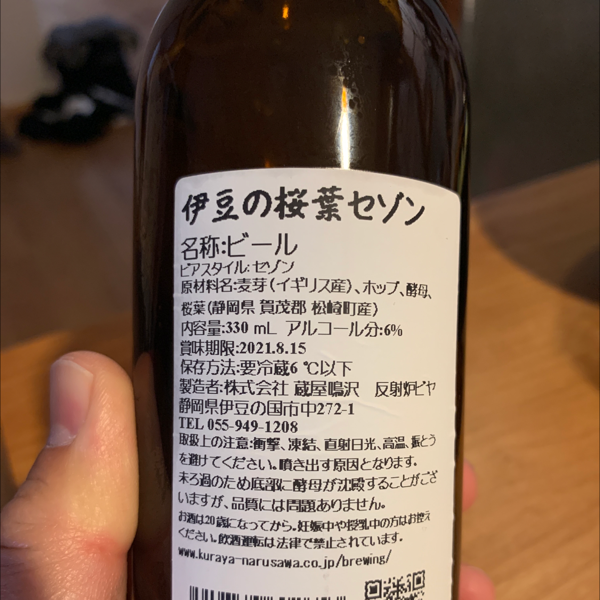 伊豆の桜葉セゾン
名称:ビール
ビアスタイル:セゾン
原材料名:麦芽(イギリス産)、ホップ、酵母、
桜葉(静岡県 賀茂郡 松崎町産)
内容量:330 mL アルコール分:6%
賞味期限:2021.8.15
保存方法:要冷蔵6℃以下
製造者:株式会社 蔵屋鳴沢 反射炉ビヤ
静岡県伊豆の国市中272-1
TEL 055-949-1208
取扱上の注意:衝撃、凍結、直射日光、高温、振とう
を避けてください。噴き出す原因となります。
未ろ過のため底部に酵母が沈殿することがござ
いますが、品質には問題ありません。
お酒は20歳になってから。妊娠中や授乳中の方はお控え
ください。飲酒運転は法律で禁止されています。
www.kuraya-narusawa.co.jp/brewing/